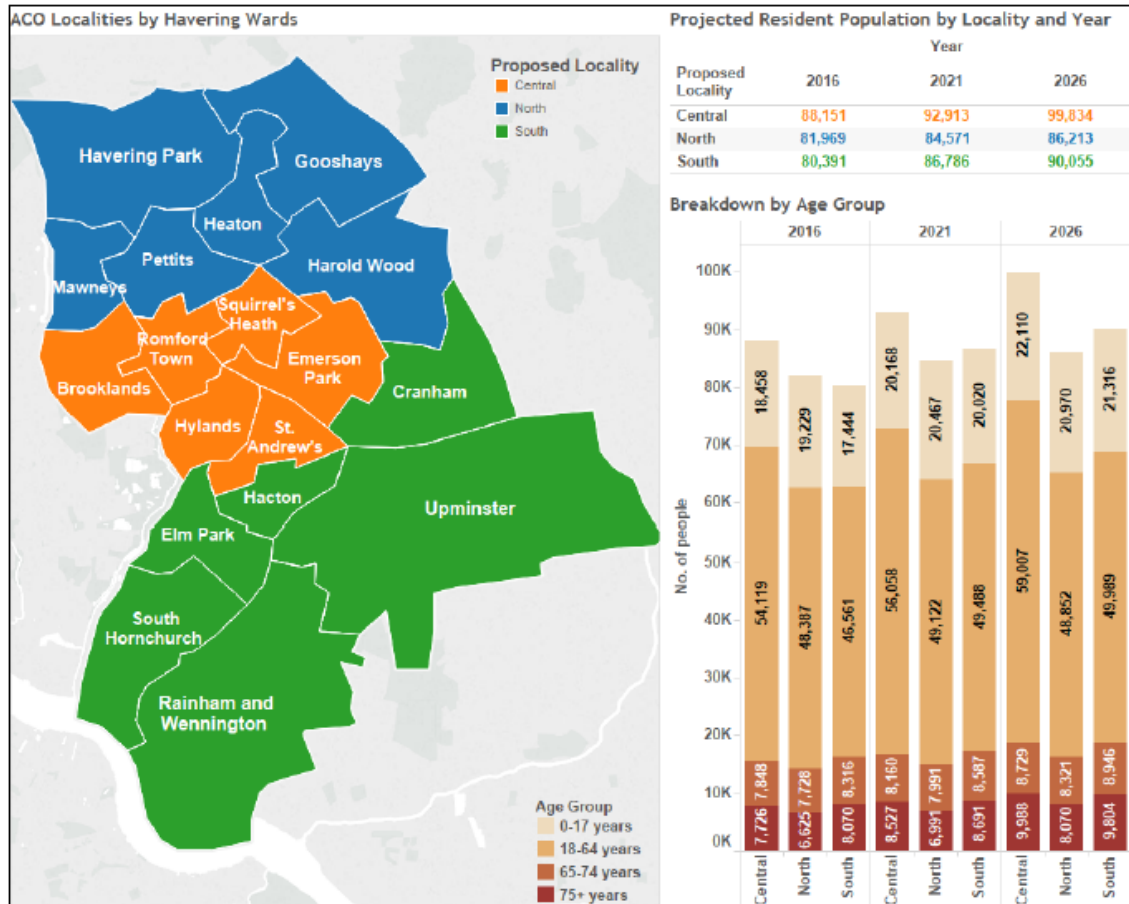 ACO Localities by Havering Wards
Proposed Locality
Central
North
South
Havering Park
Gooshays
Heaton
Pettits
Harold Wood
Mawneys
Squirrel's
Heath
Romford
Town
Emerson
Park
Brooklands
Cranham
Hylands
St.
Andrew's
Hacton
Upminster
Elm Park
South
Hornchurch
Rainham and
Wennington
Age Group
0-17 years
18-64 years
65-74 years
75+ years
Projected Resident Population by Locality and Year
Year
Proposed
Locality
2016 2021 2026
Central 88,151 92,913 99,834
North 81,969 84,571 86,213
South 80,391 86,786 90,055
Breakdown by Age Group
2016 2021 2026
No. of people
100K
90K
80K
70K
60K
50K
40K
30K
20K
10K
0K
18,458 19,229 17,444 20,168 20,467 20,020 22,110 20,970 21,316
54,119 48,387 46,561 56,058 49,122 49,488 59,007 48,852 49,989
7,848 7,728 8,316 8,160 7,991 8,587 8,729 8,321 8,946
7,726 6,625 8,070 8,527 6,991 8,691 9,988 8,070 9,804
Central North South Central North South Central North South